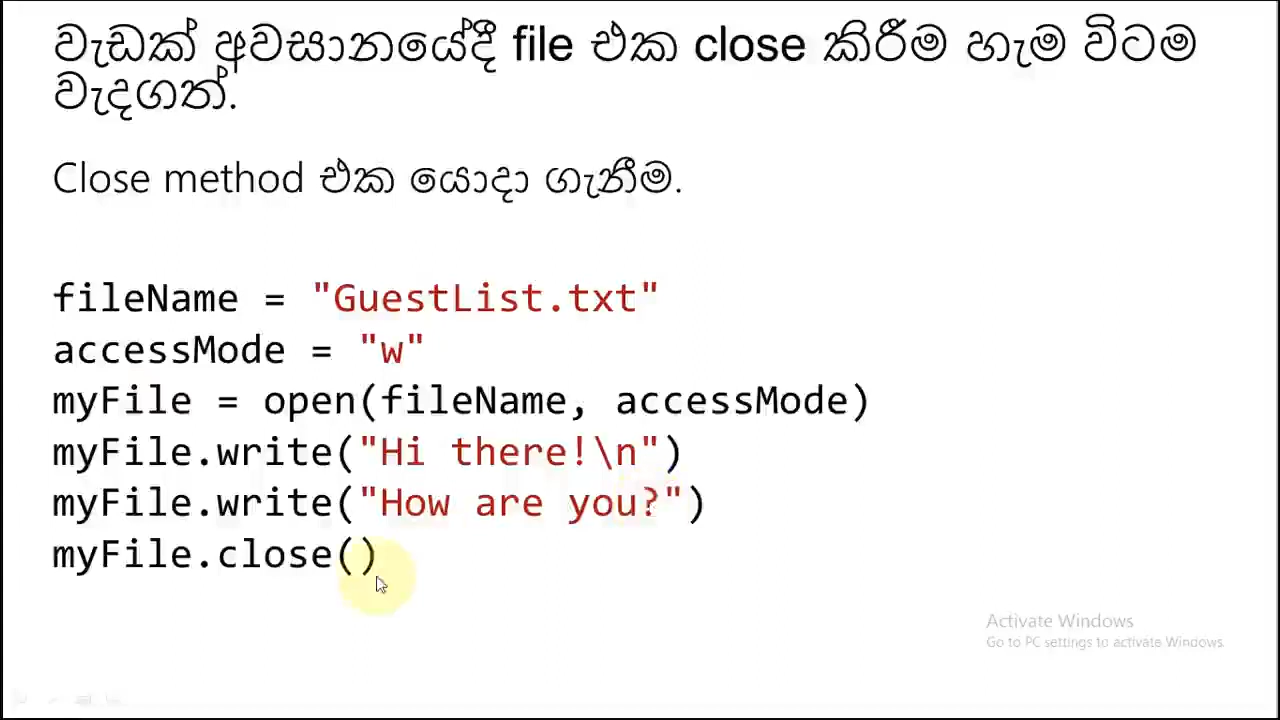 වැඩක් අවසානයේදී file එක close කිරීම හැම විටම
වැදගත්.
Close method එක යොදා ගැනීම.
fileName = "GuestList.txt"
accessMode = "w"
myFile = open(fileName, accessMode)
myFile.write("Hi there!\n")
myFile.write("How are you?")
myFile.close()
Activate Windows
Go to PC settings to activate Windows.